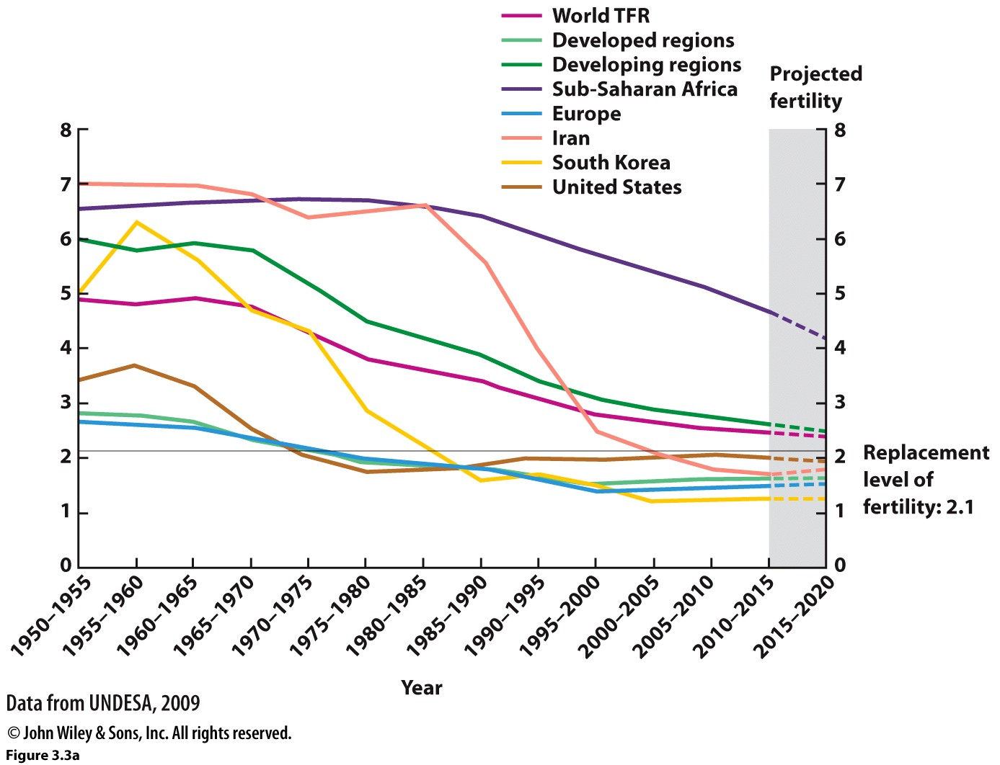 World TFR
Developed regions
Developing regions
Sub-Saharan Africa
Europe
Iran
South Korea
United States
Projected
fertility
8
7
6
5
4
3
2
1
0
8
7
6
5
4
3
2
1
0
Replacement
level of
fertility: 2.1
1950–1955
1955–1960
1960–1965
1965–1970
1970–1975
1975–1980
1980–1985
1985–1990
1990–1995
1995–2000
2000–2005
2005–2010
2010–2015
2015–2020
Year
Data from UNDESA, 2009
© John Wiley & Sons, Inc. All rights reserved.
Figure 3.3a